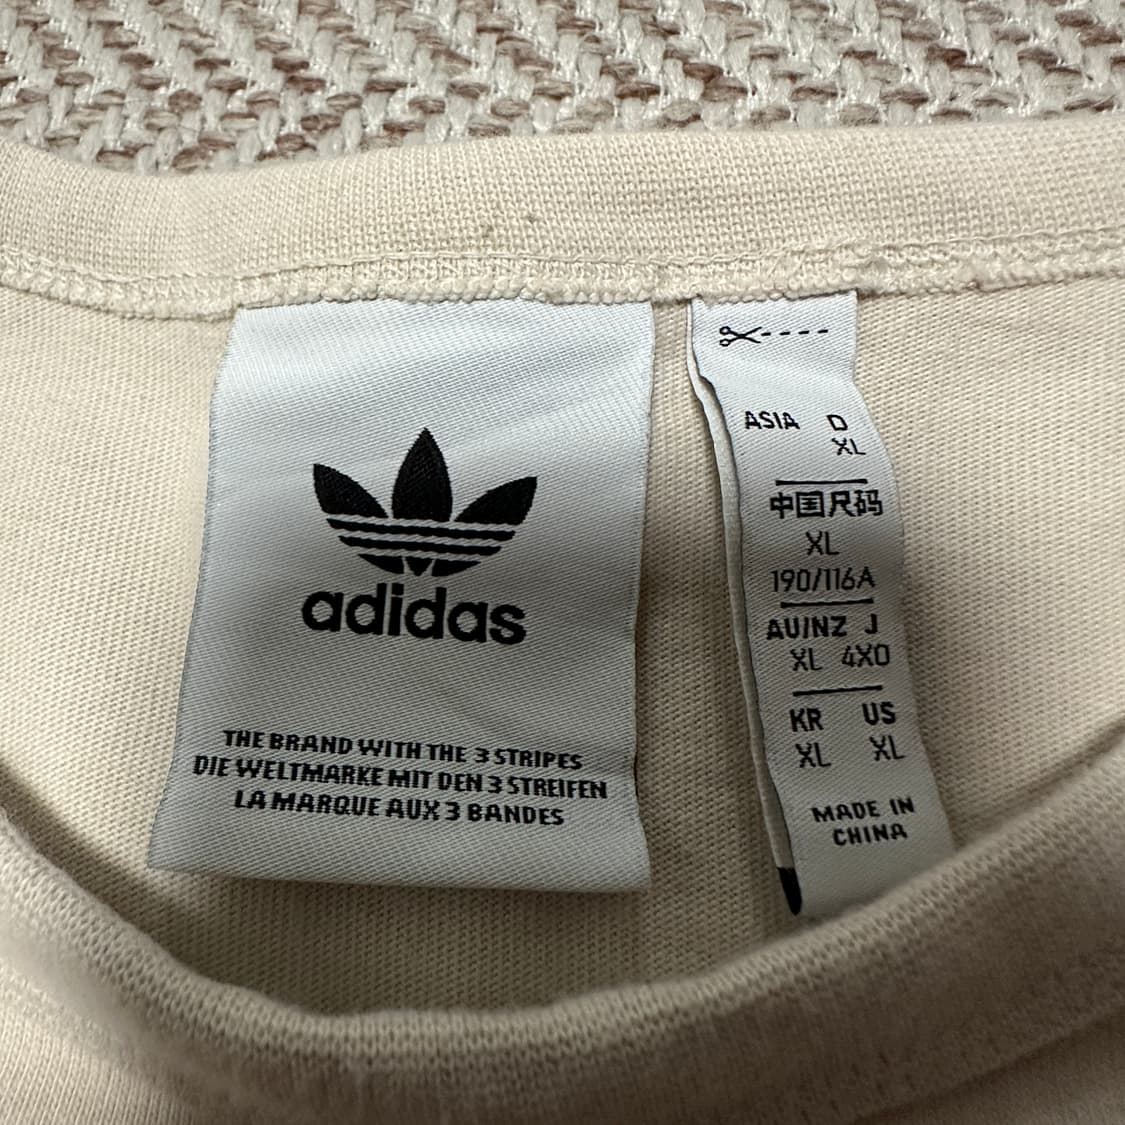 adidas
THE BRAND WITH THE 3 STRIPES
DIE WELTMARKE MIT DEN 3 STREIFEN
LA MARQUE AUX 3 BANDES
ASIA D
XL
中国尺码
XL
190/116A
AU/NZ J
XL 4XO
KR US
XL XL
MADE IN
CHINA